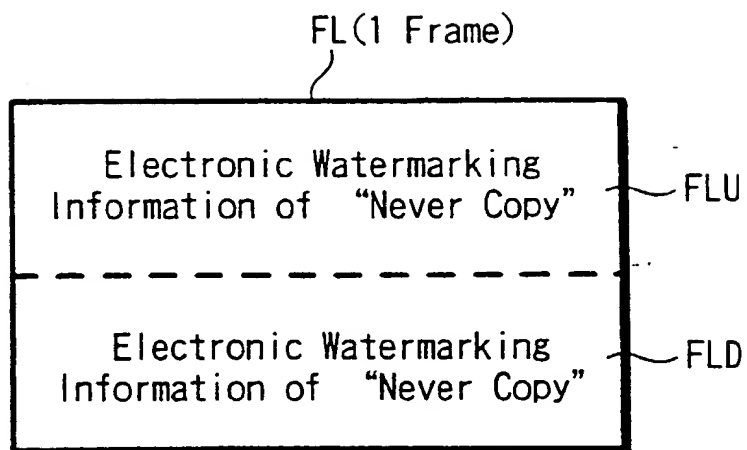 FL(1 Frame)
Electronic Watermarking
Information of “Never Copy”
FLU
Electronic Watermarking
Information of “Never Copy”
FLD